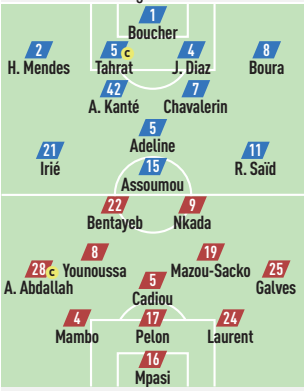 1
Boucher
2 5 C 4 8
H. Mendes Tahrat J. Diaz Boura
42 7
A. Kanté Chavalerin
5
Adeline
21 11
Irié R. Saïd
15
Assoumou
22 9
Bentayeb Nkada
8 19
28 C Younoussa Mazou-Sacko 25
A. Abdallah Galves
5
Cadiou
4 17 24
Mambo Pelon Laurent
16
Mpasi